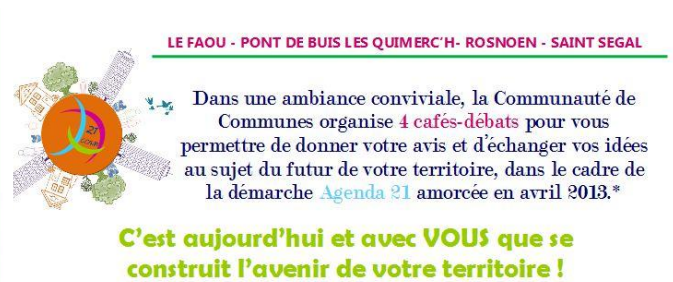 LE FAOU - PONT DE BUIS LES QUIMERC'H- ROSNOEN - SAINT SEGAL
Dans une ambiance conviviale, la Communauté de
Communes organise 4 cafés-débats pour vous
permettre de donner votre avis et d'échanger vos idées
au sujet du futur de votre territoire, dans le cadre de
la démarche Agenda 21 amorcée en avril 2013.*
21
C'est aujourd'hui et avec VOUS que se
construit l'avenir de votre territoire !